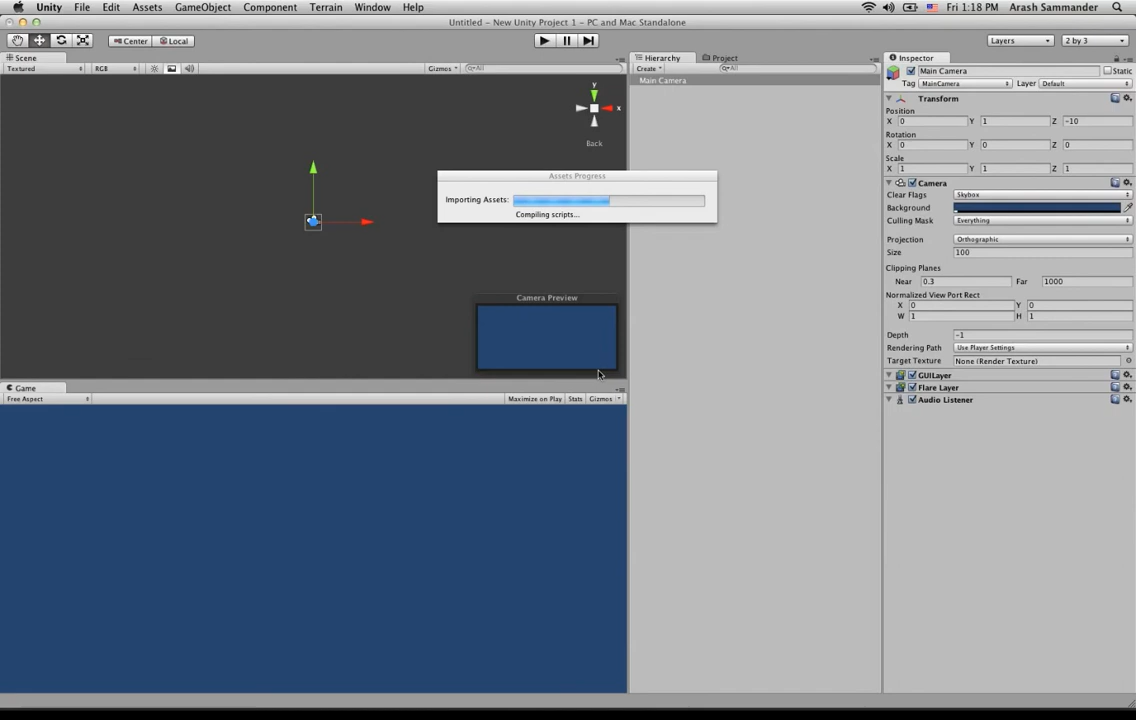 Unity File Edit Assets GameObject Component Terrain Window Help Fri 1:18 PM Arash Sammander
Untitled - New Unity Project 1 - PC and Mac Standalone
Center Local Layers 2 by 3
Scene
Textured RGB Gizmos All
y
x
Back
Hierarchy Project
Create All
Main Camera
Assets Progress
Importing Assets:
Compiling scripts...
Camera Preview
Game
Free Aspect Maximize on Play Stats Gizmos
Inspector
Main Camera Static
Tag MainCamera Layer Default
Transform
Position
X 0 Y 1 Z -10
Rotation
X 0 Y 0 Z 0
Scale
X 1 Y 1 Z 1
Camera
Clear Flags Skybox
Background
Culling Mask Everything
Projection Orthographic
Size 100
Clipping Planes
Near 0.3 Far 1000
Normalized View Port Rect
X 0 Y 0
W 1 H 1
Depth -1
Rendering Path Use Player Settings
Target Texture None (Render Texture)
GUILayer
Flare Layer
Audio Listener